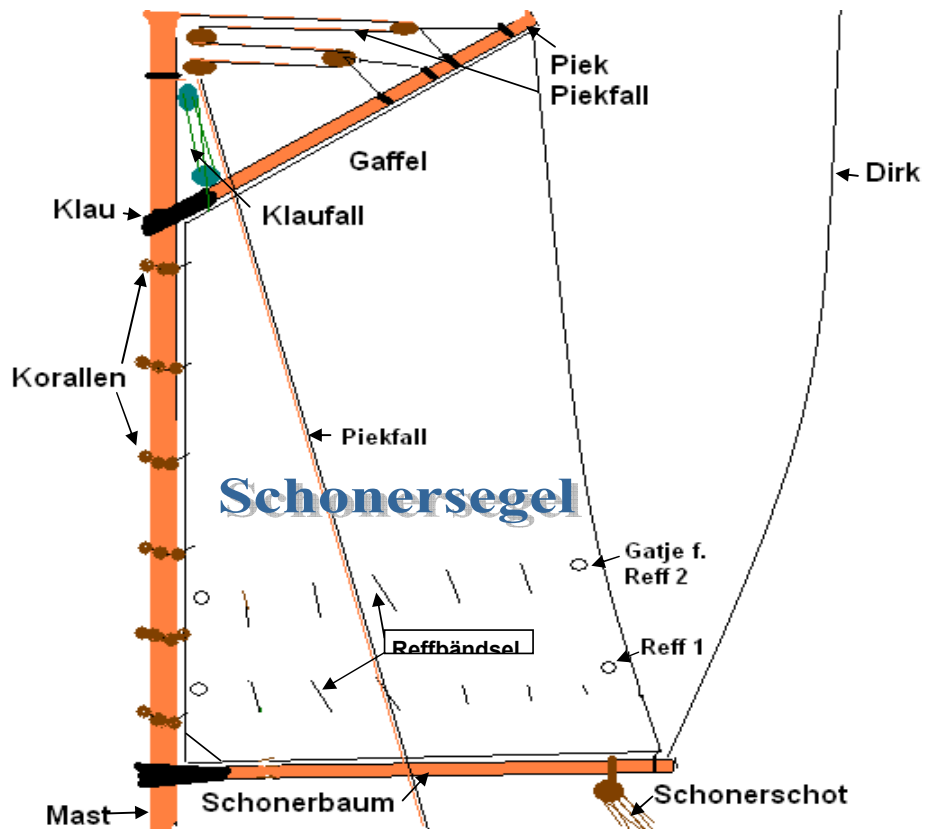 Piek
Piekfall
Gaffel
Dirk
Klau
Klaufall
Korallen
Piekfall
Schonersegel
Gatje f.
Reff 2
Reffbändsel
Reff 1
Schonerbaum
Schonerschot
Mast